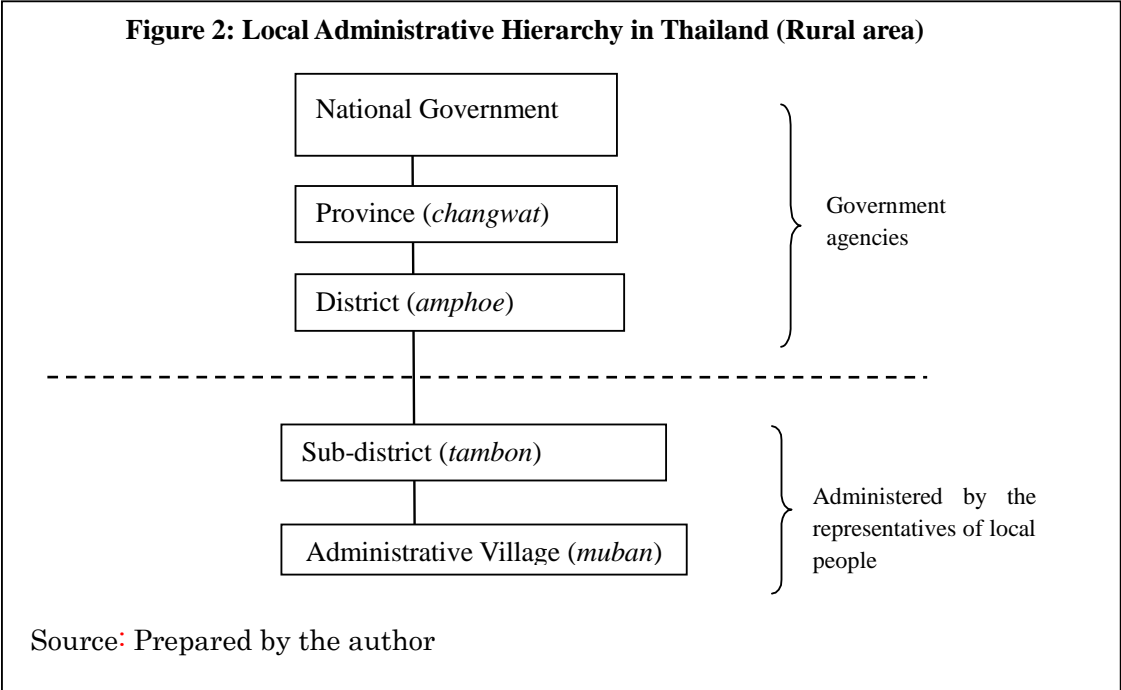 Figure 2: Local Administrative Hierarchy in Thailand (Rural area)
National Government
Province (changwat)
District (amphoe)
Government
agencies
Sub-district (tambon)
Administrative Village (muban)
Administered by the
representatives of local
people
Source: Prepared by the author